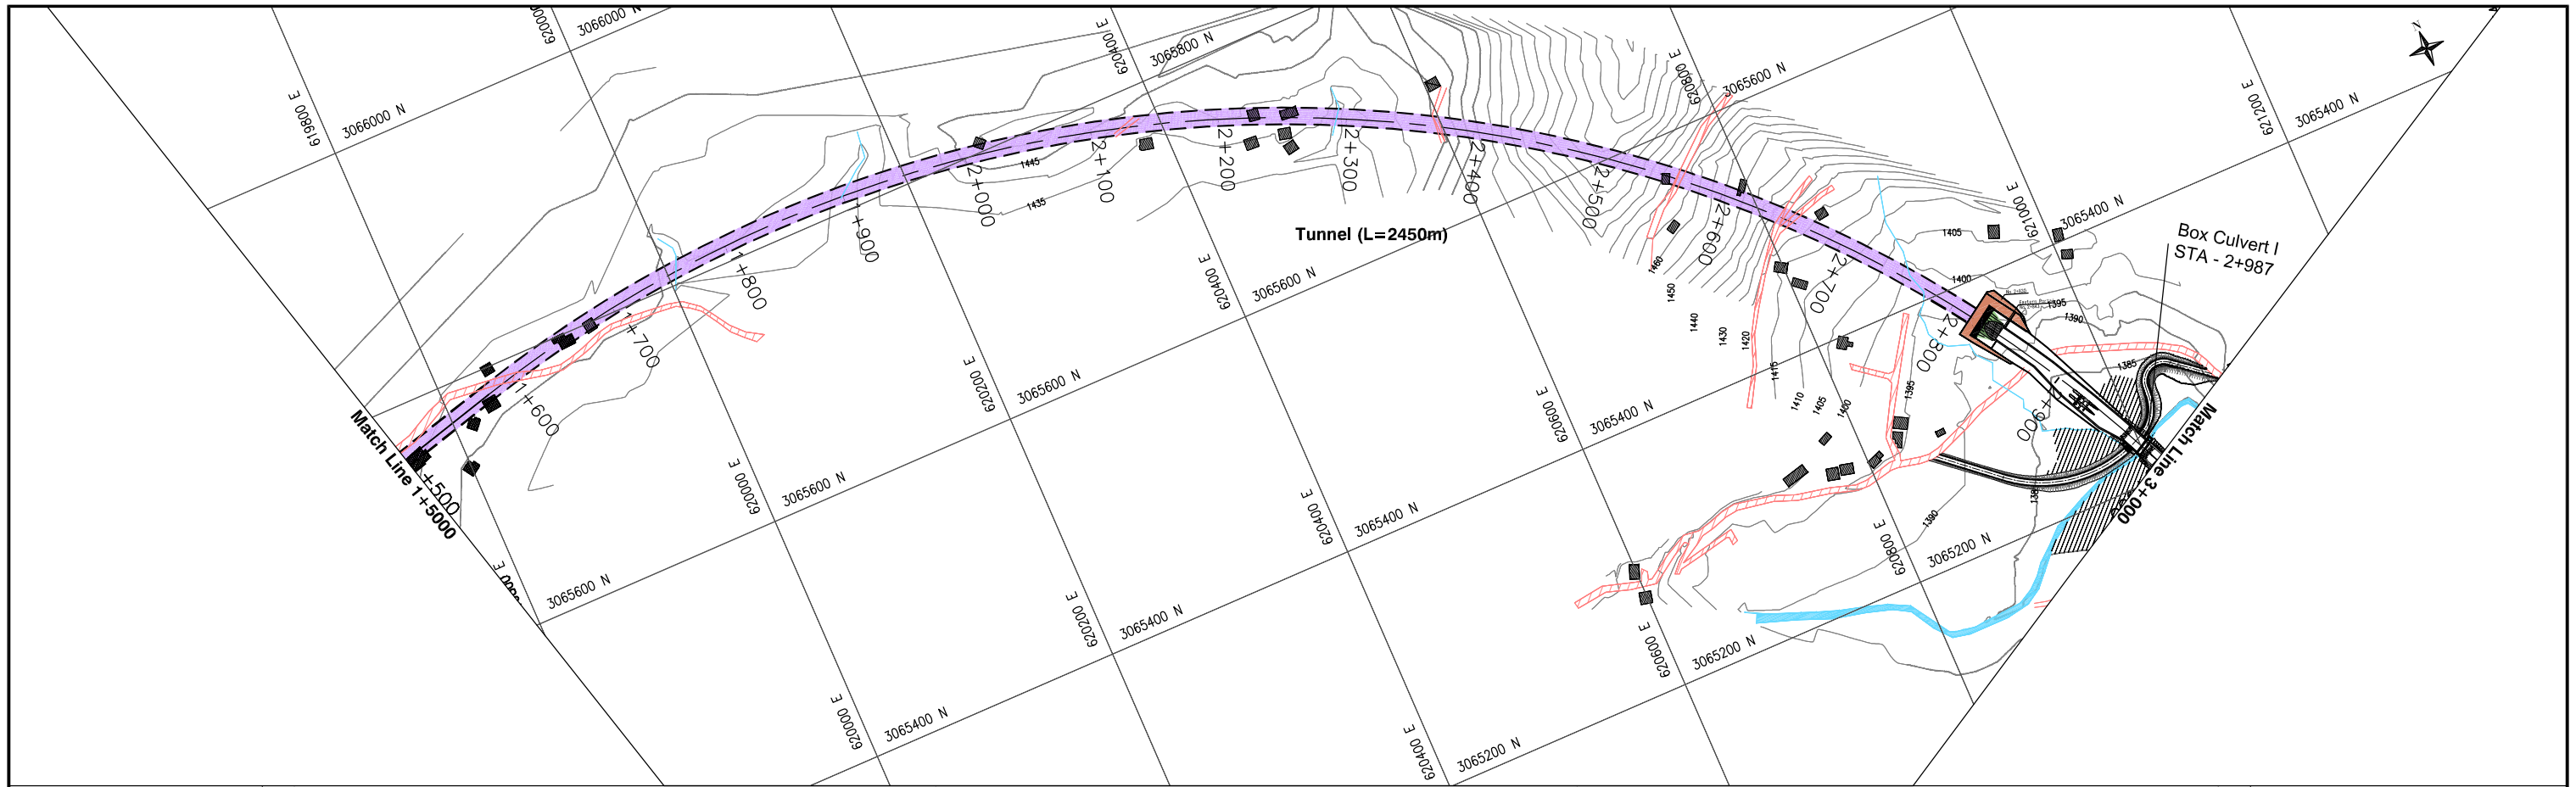 620000
3066000 N
619800 E
3066000 N
620400 E
3065800 N
620800 E
3065600 N
621200 E
3065400 N
N
621000 E
3065400 N
Box Culvert I
STA - 2+987
Tunnel (L=2450m)
1445
1435
+500
1+600
1+700
1+800
1+900
2+000
2+100
2+200
2+300
2+400
2+500
2+600
2+700
2+800
2+900
1460
1450
1440
1430
1420
1415
1410
1405
1400
1395
1405
1400
1395
1390
1385
138
1390
Match Line 1+5000
Match Line 3+000
620400 E
3065600 N
620200 E
3065600 N
620000 E
3065600 N
E
3065600 N
620600 E
3065400 N
620400 E
3065400 N
620200 E
3065400 N
620000 E
3065400 N
620800 E
3065200 N
620600 E
3065200 N
620400 E
3065200 N